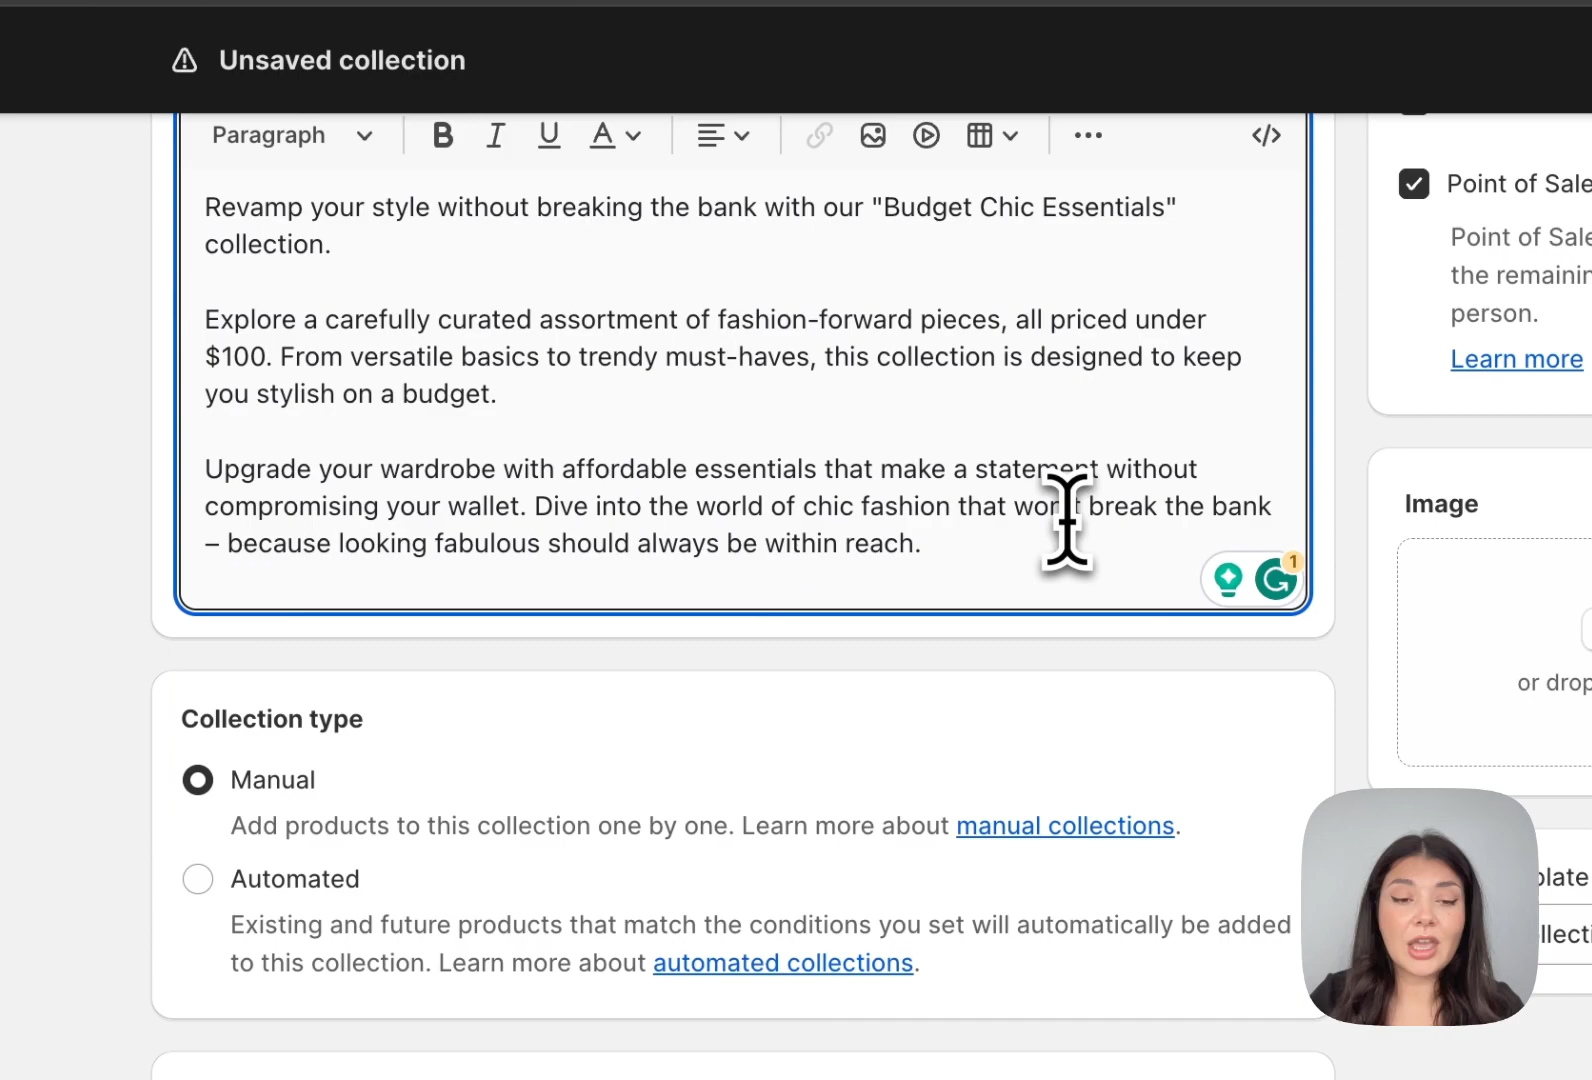 Unsaved collection
Paragraph
Revamp your style without breaking the bank with our "Budget Chic Essentials"
collection.
Explore a carefully curated assortment of fashion-forward pieces, all priced under
$100. From versatile basics to trendy must-haves, this collection is designed to keep
you stylish on a budget.
Upgrade your wardrobe with affordable essentials that make a statement without
compromising your wallet. Dive into the world of chic fashion that won't break the bank
– because looking fabulous should always be within reach.
1
Collection type
Manual
Add products to this collection one by one. Learn more about manual collections.
Automated
Existing and future products that match the conditions you set will automatically be added
to this collection. Learn more about automated collections.
Point of Sale
Point of Sale
the remainin
person.
Learn more
Image
or drop
plate
llecti